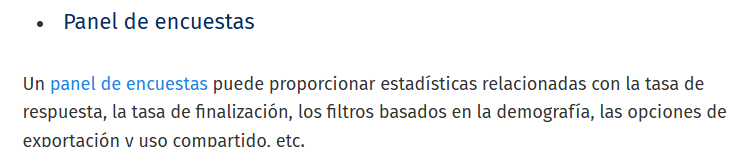 • Panel de encuestas
Un panel de encuestas puede proporcionar estadísticas relacionadas con la tasa de
respuesta, la tasa de finalización, los filtros basados en la demografía, las opciones de
exportación y uso compartido, etc.